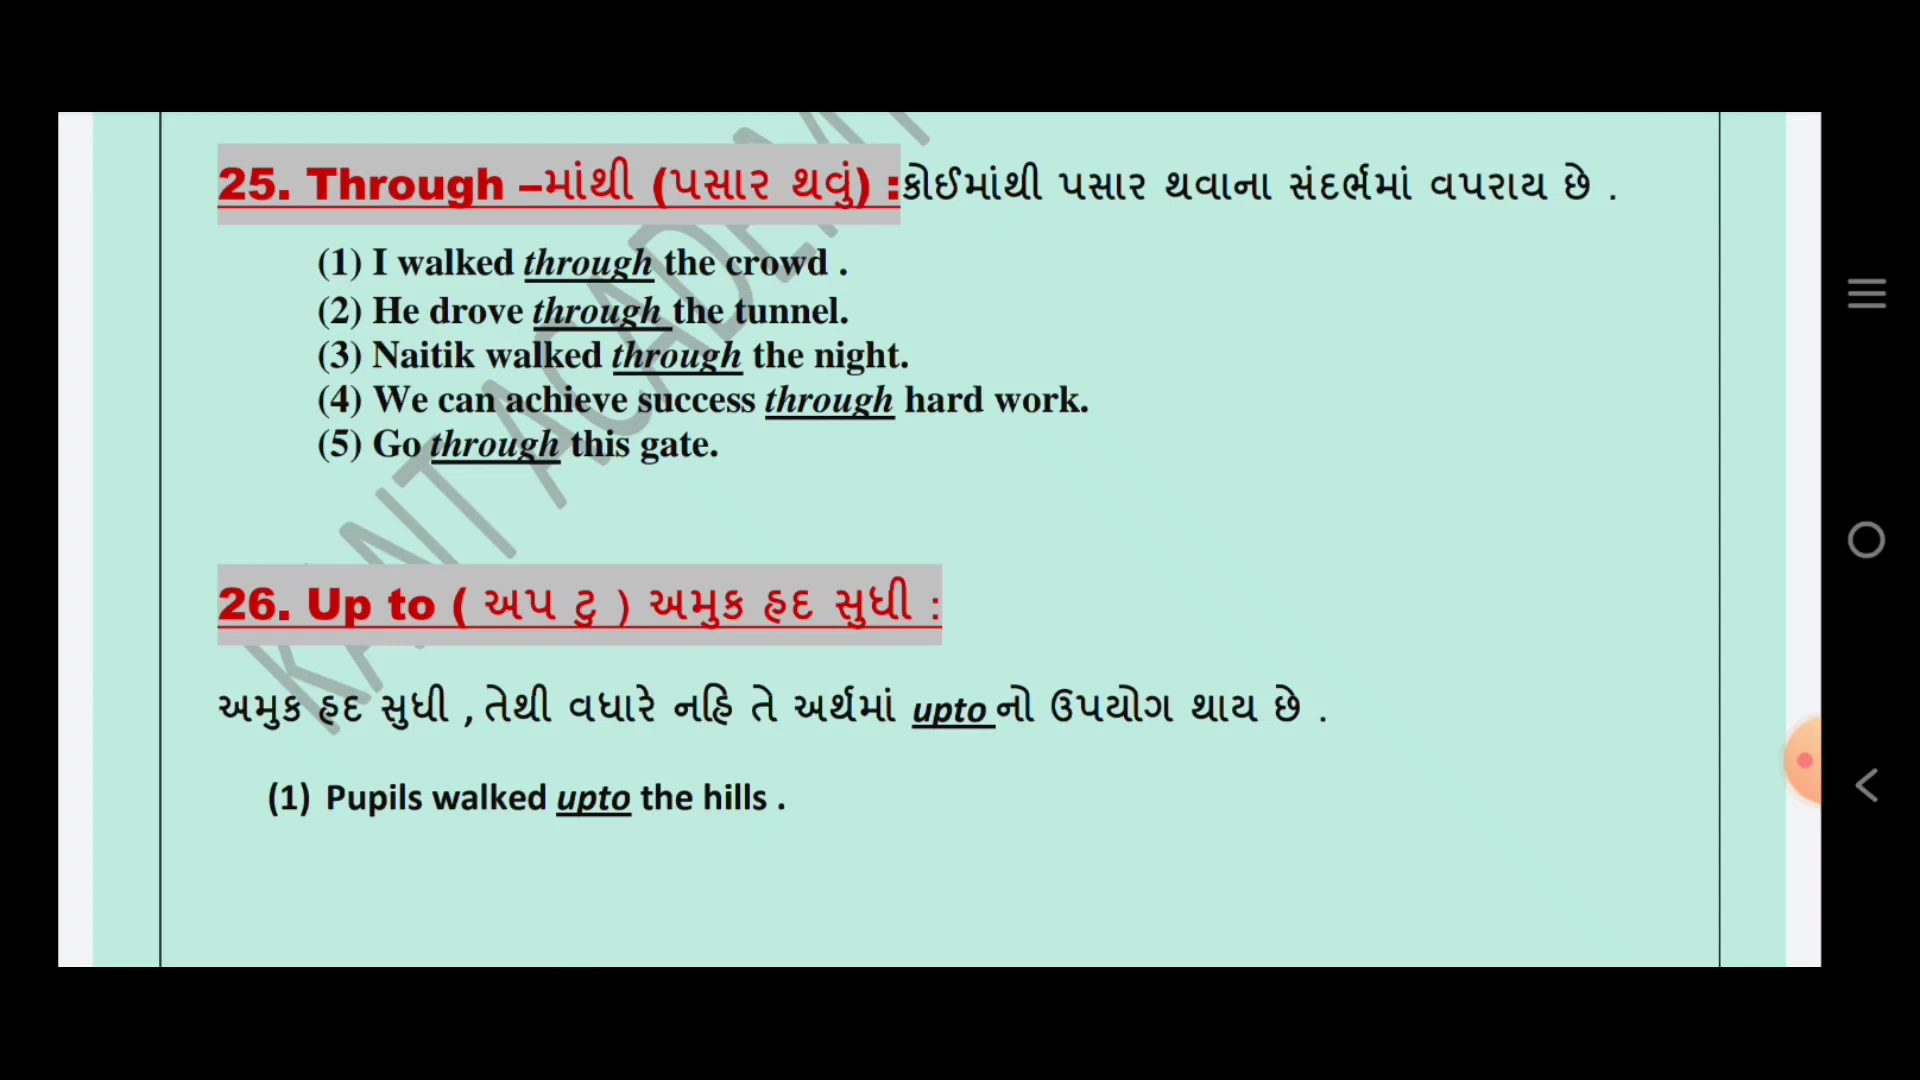 25. Through –માંથી (પસાર થવું) :કોઈમાંથી પસાર થવાના સંદર્ભમાં વપરાય છે .
(1) I walked through the crowd .
(2) He drove through the tunnel.
(3) Naitik walked through the night.
(4) We can achieve success through hard work.
(5) Go through this gate.
KANT ACADEMY
26. Up to ( અપ ટુ ) અમુક હદ સુધી :
અમુક હદ સુધી , તેથી વધારે નહિ તે અર્થમાં upto નો ઉપયોગ થાય છે .
(1) Pupils walked upto the hills .